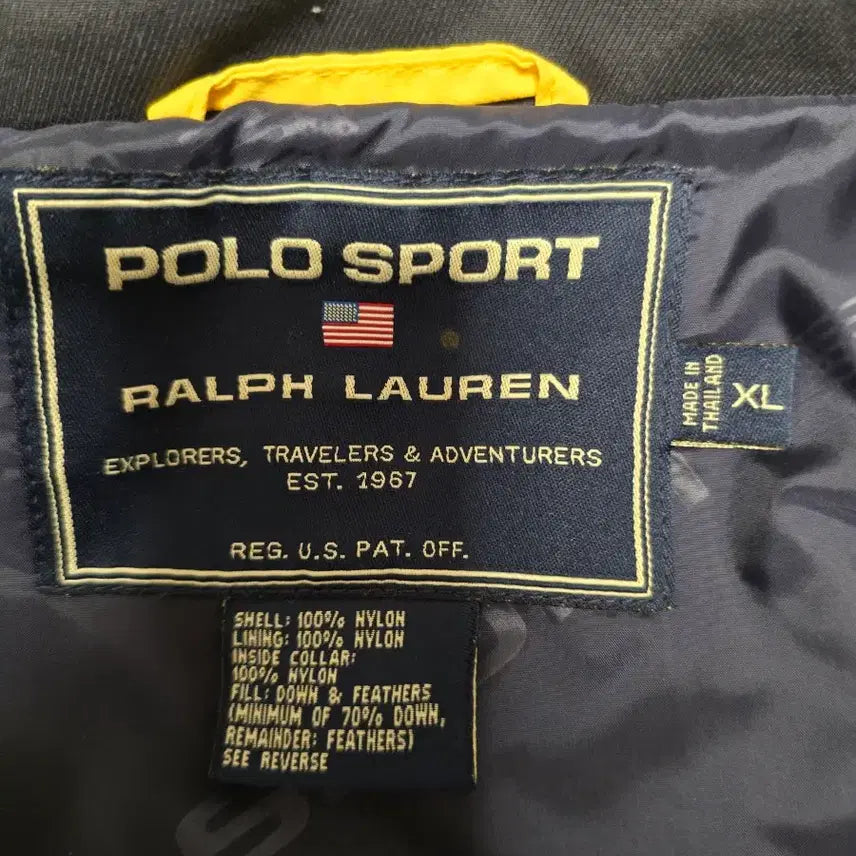 POLO SPORT
RALPH LAUREN
EXPLORERS, TRAVELERS & ADVENTURERS
EST. 1967
REG. U.S. PAT. OFF.
MADE IN
THAILAND
XL
SHELL: 100% NYLON
LINING: 100% NYLON
INSIDE COLLAR:
100% NYLON
FILL: DOWN & FEATHERS
(MINIMUM OF 70% DOWN,
REMAINDER: FEATHERS)
SEE REVERSE